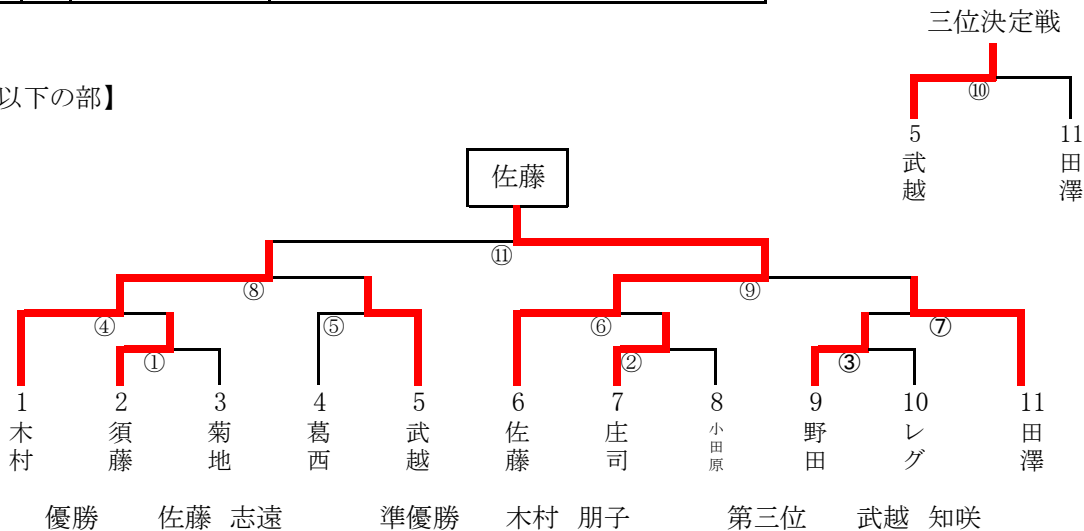 三位決定戦
⑩
5 11
武越 田澤
以下の部】
佐藤
⑪
⑧ ⑨
④ ⑤ ⑥ ⑦
① ② ③
1 2 3 4 5 6 7 8 9 10 11
木村 須藤 菊地 葛西 武越 佐藤 庄司 小田原 野田 レグ 田澤
優勝 佐藤 志遠 準優勝 木村 朋子 第三位 武越 知咲